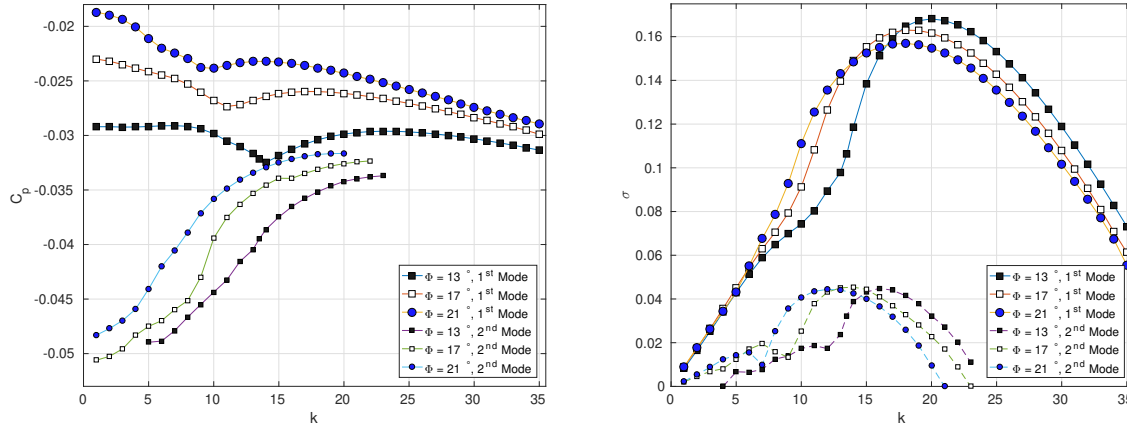 -0.02
-0.025
-0.03
-0.035
-0.04
-0.045
-0.05
C_p
0 5 10 15 20 25 30 35
k
Φ = 13 °, 1st Mode
Φ = 17 °, 1st Mode
Φ = 21 °, 1st Mode
Φ = 13 °, 2nd Mode
Φ = 17 °, 2nd Mode
Φ = 21 °, 2nd Mode
0.16
0.14
0.12
0.1
0.08
0.06
0.04
0.02
0
σ
0 5 10 15 20 25 30 35
k
Φ = 13 °, 1st Mode
Φ = 17 °, 1st Mode
Φ = 21 °, 1st Mode
Φ = 13 °, 2nd Mode
Φ = 17 °, 2nd Mode
Φ = 21 °, 2nd Mode